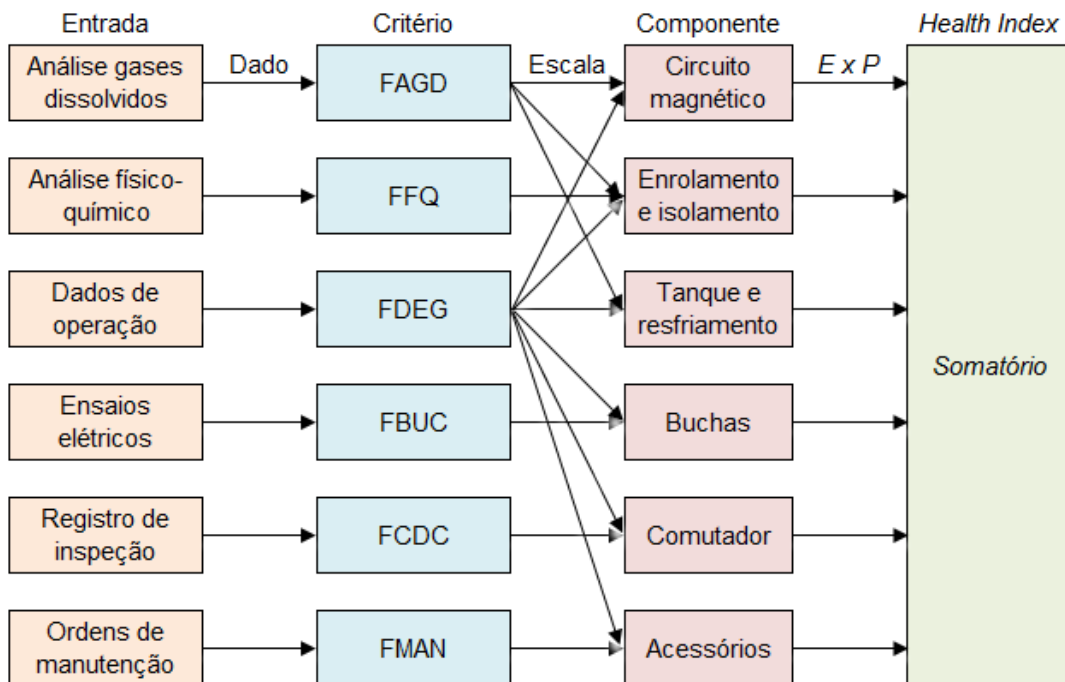 Entrada
Critério
Componente
Health Index
Análise gases
dissolvidos
Dado
FAGD
Escala
Circuito
magnético
E x P
Análise físico-
químico
FFQ
Enrolamento
e isolamento
Dados de
operação
FDEG
Tanque e
resfriamento
Somatório
Ensaios
elétricos
FBUC
Buchas
Registro de
inspeção
FCDC
Comutador
Ordens de
manutenção
FMAN
Acessórios